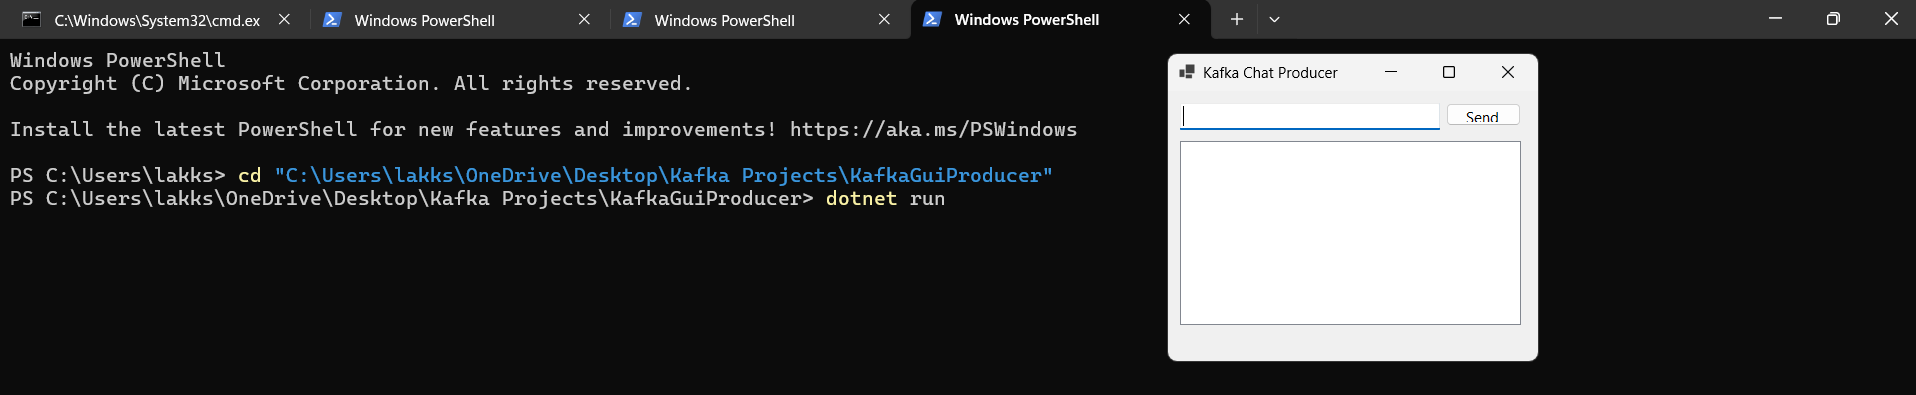 C:\Windows\System32\cmd.ex
Windows PowerShell
Windows PowerShell
Windows PowerShell
Windows PowerShell
Copyright (C) Microsoft Corporation. All rights reserved.
Install the latest PowerShell for new features and improvements! https://aka.ms/PSWindows
PS C:\Users\lakks> cd "C:\Users\lakks\OneDrive\Desktop\Kafka Projects\KafkaGuiProducer"
PS C:\Users\lakks\OneDrive\Desktop\Kafka Projects\KafkaGuiProducer> dotnet run
Kafka Chat Producer
Send